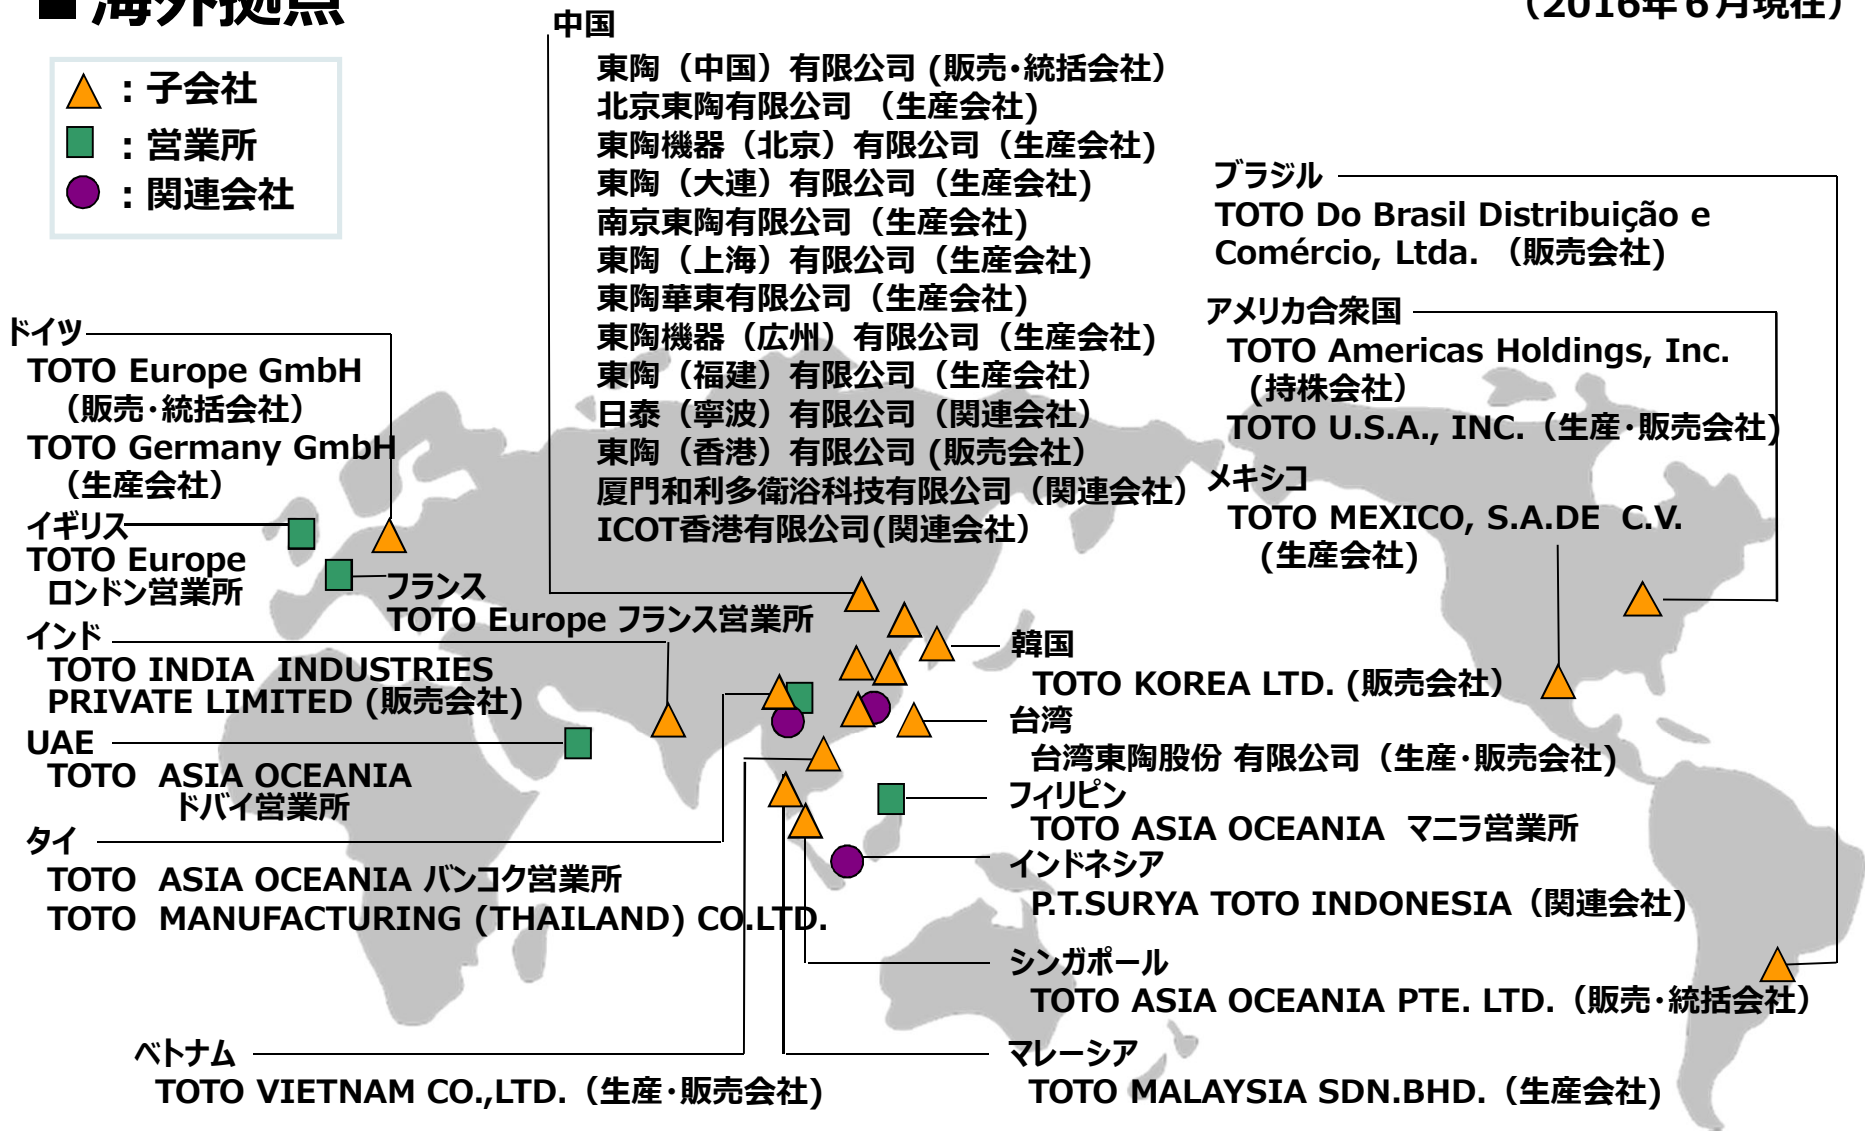 ■ 海外拠点
（2016年６月現在）
：子会社
：営業所
：関連会社
中国
東陶（中国）有限公司 (販売・統括会社）
北京東陶有限公司 （生産会社)
東陶機器（北京）有限公司（生産会社)
東陶（大連）有限公司（生産会社)
南京東陶有限公司（生産会社)
東陶（上海）有限公司（生産会社)
東陶華東有限公司（生産会社)
東陶機器（広州）有限公司（生産会社)
東陶（福建）有限公司（生産会社）
日泰（寧波）有限公司（関連会社）
東陶（香港）有限公司 (販売会社）
厦門和利多衛浴科技有限公司（関連会社）
ICOT香港有限公司(関連会社）
ブラジル
TOTO Do Brasil Distribuição e
Comércio, Ltda. （販売会社)
アメリカ合衆国
TOTO Americas Holdings, Inc.
(持株会社）
TOTO U.S.A., INC.（生産・販売会社)
メキシコ
TOTO MEXICO, S.A.DE C.V.
(生産会社)
ドイツ
TOTO Europe GmbH
（販売・統括会社）
TOTO Germany GmbH
（生産会社）
イギリス
TOTO Europe
ロンドン営業所
フランス
TOTO Europe フランス営業所
インド
TOTO INDIA INDUSTRIES
PRIVATE LIMITED (販売会社)
UAE
TOTO ASIA OCEANIA
ドバイ営業所
タイ
TOTO ASIA OCEANIA バンコク営業所
TOTO MANUFACTURING (THAILAND) CO.LTD.
ベトナム
TOTO VIETNAM CO.,LTD.（生産・販売会社)
韓国
TOTO KOREA LTD. (販売会社）
台湾
台湾東陶股份 有限公司（生産・販売会社)
フィリピン
TOTO ASIA OCEANIA マニラ営業所
インドネシア
P.T.SURYA TOTO INDONESIA（関連会社)
シンガポール
TOTO ASIA OCEANIA PTE. LTD.（販売・統括会社）
マレーシア
TOTO MALAYSIA SDN.BHD.（生産会社)